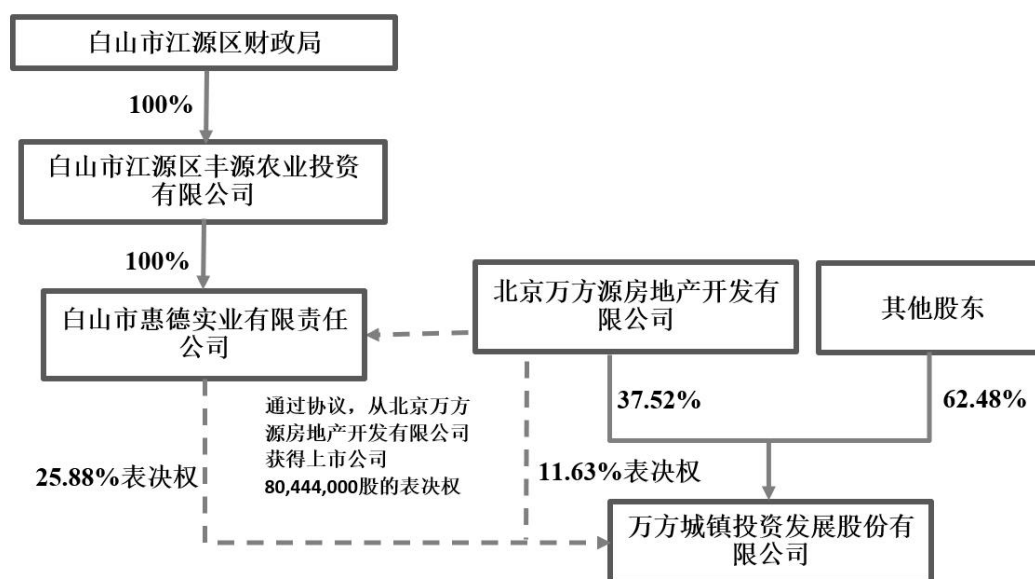 白山市江源区财政局
100%
白山市江源区丰源农业投资
有限公司
100%
白山市惠德实业有限责任
公司
北京万方源房地产开发有
限公司
其他股东
37.52%
62.48%
通过协议，从北京万方
源房地产开发有限公司
获得上市公司
80,444,000股的表决权
25.88%表决权
11.63%表决权
万方城镇投资发展股份有
限公司